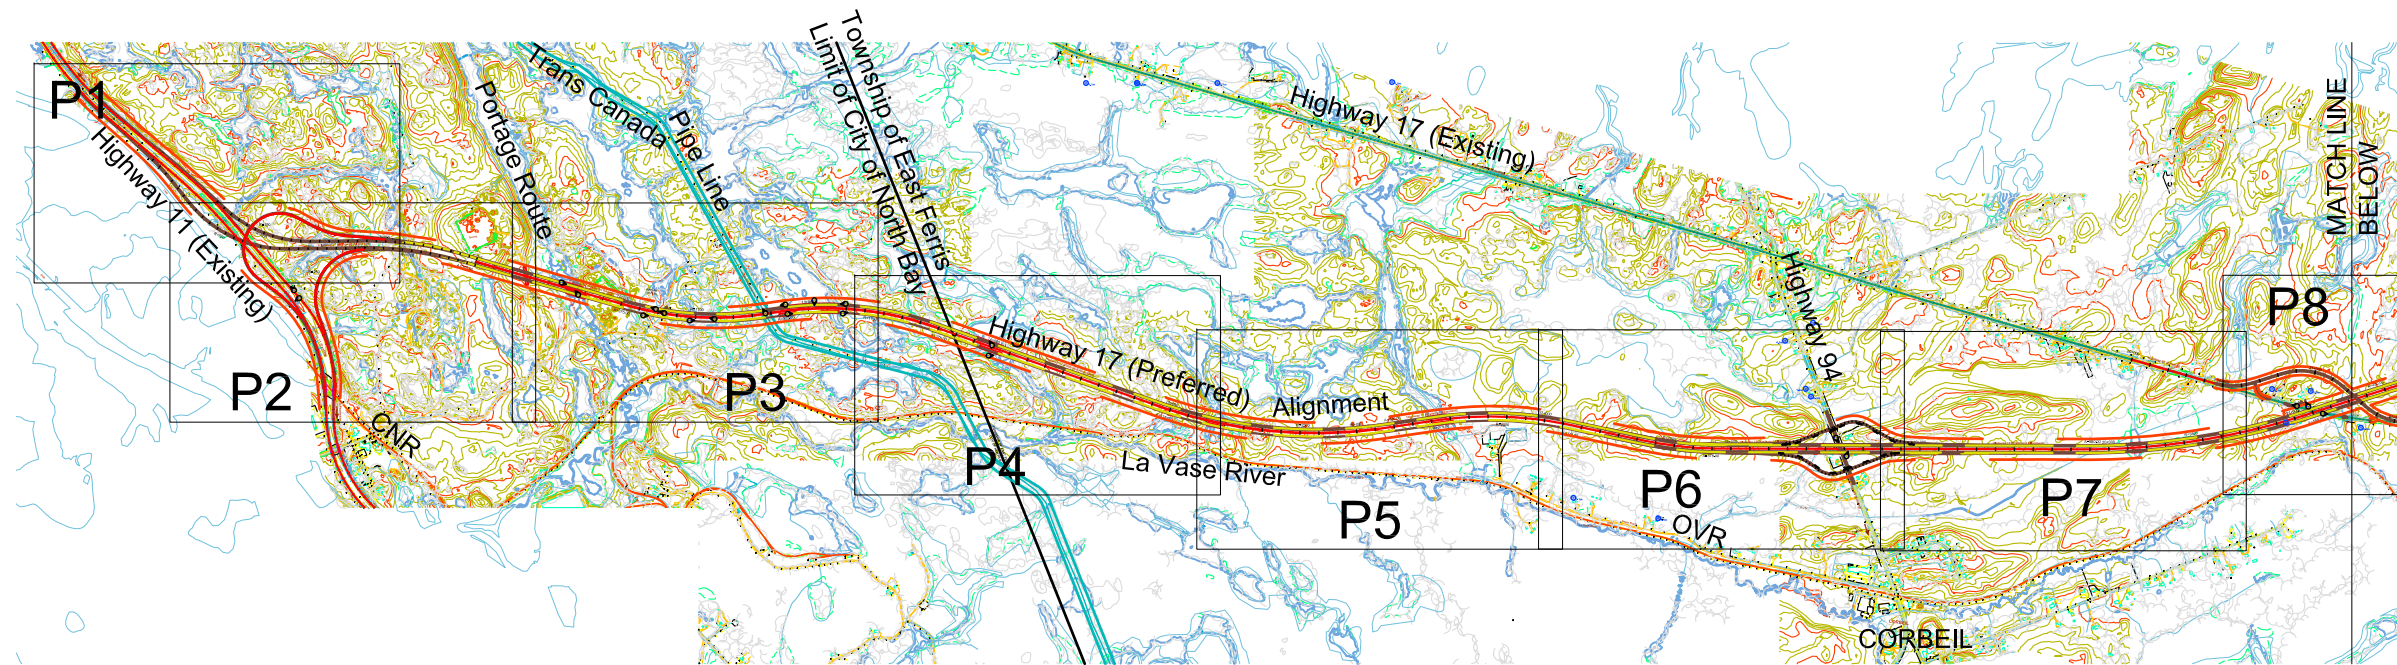 P1
Highway 11 (Existing)
P2
CNR
Portage Route
Trans Canada
Pipe Line
P3
Township of East Ferris
Limit of City of North Bay
P4
Highway 17 (Preferred)
Alignment
La Vase River
P5
Highway 17 (Existing)
Highway 94
P6
OVR
P7
CORBEIL
P8
MATCH LINE
BELOW